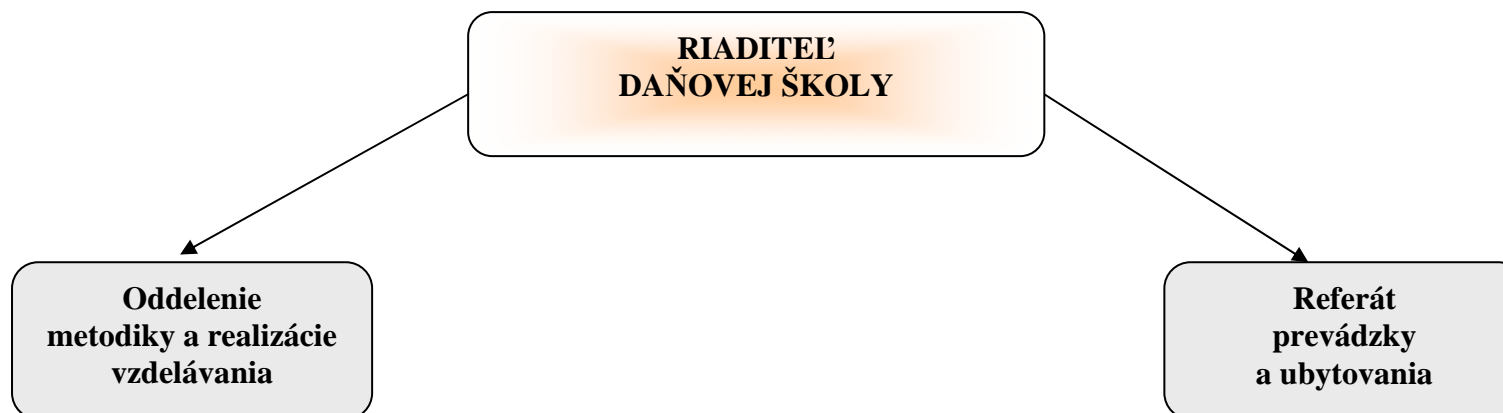 RIADITEĽ
DAŇOVEJ ŠKOLY
Oddelenie
metodiky a realizácie
vzdelávania
Referát
prevádzky
a ubytovania